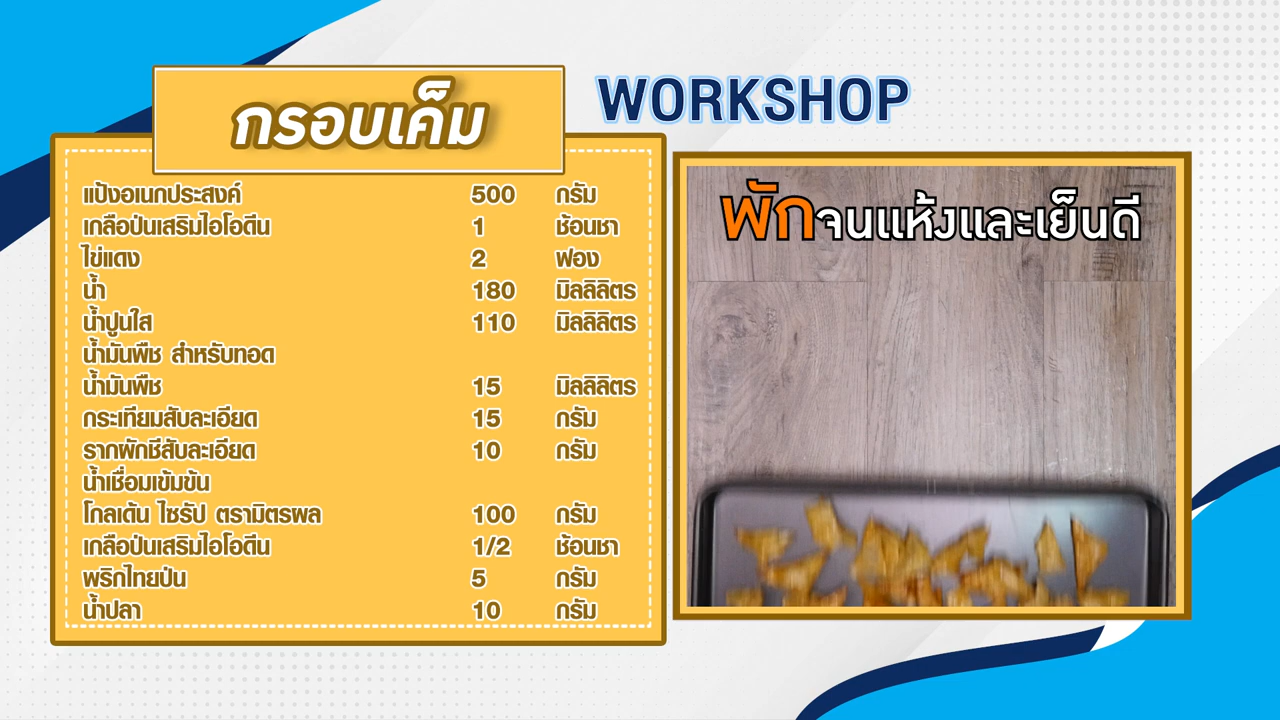 กรอบเค็ม
WORKSHOP
แป้งอเนกประสงค์ 500 กรัม
เกลือป่นเสริมไอโอดีน 1 ช้อนชา
ไข่แดง 2 ฟอง
น้ำ 180 มิลลิลิตร
น้ำปูนใส 110 มิลลิลิตร
น้ำมันพืช สำหรับทอด
น้ำมันพืช 15 มิลลิลิตร
กระเทียมสับละเอียด 15 กรัม
รากผักชีสับละเอียด 10 กรัม
น้ำเชื่อมเข้มข้น
โกลเด้น ไซรัป ตรามิตรผล 100 กรัม
เกลือป่นเสริมไอโอดีน 1/2 ช้อนชา
พริกไทยป่น 5 กรัม
น้ำปลา 10 กรัม
พักจนแห้งและเย็นดี